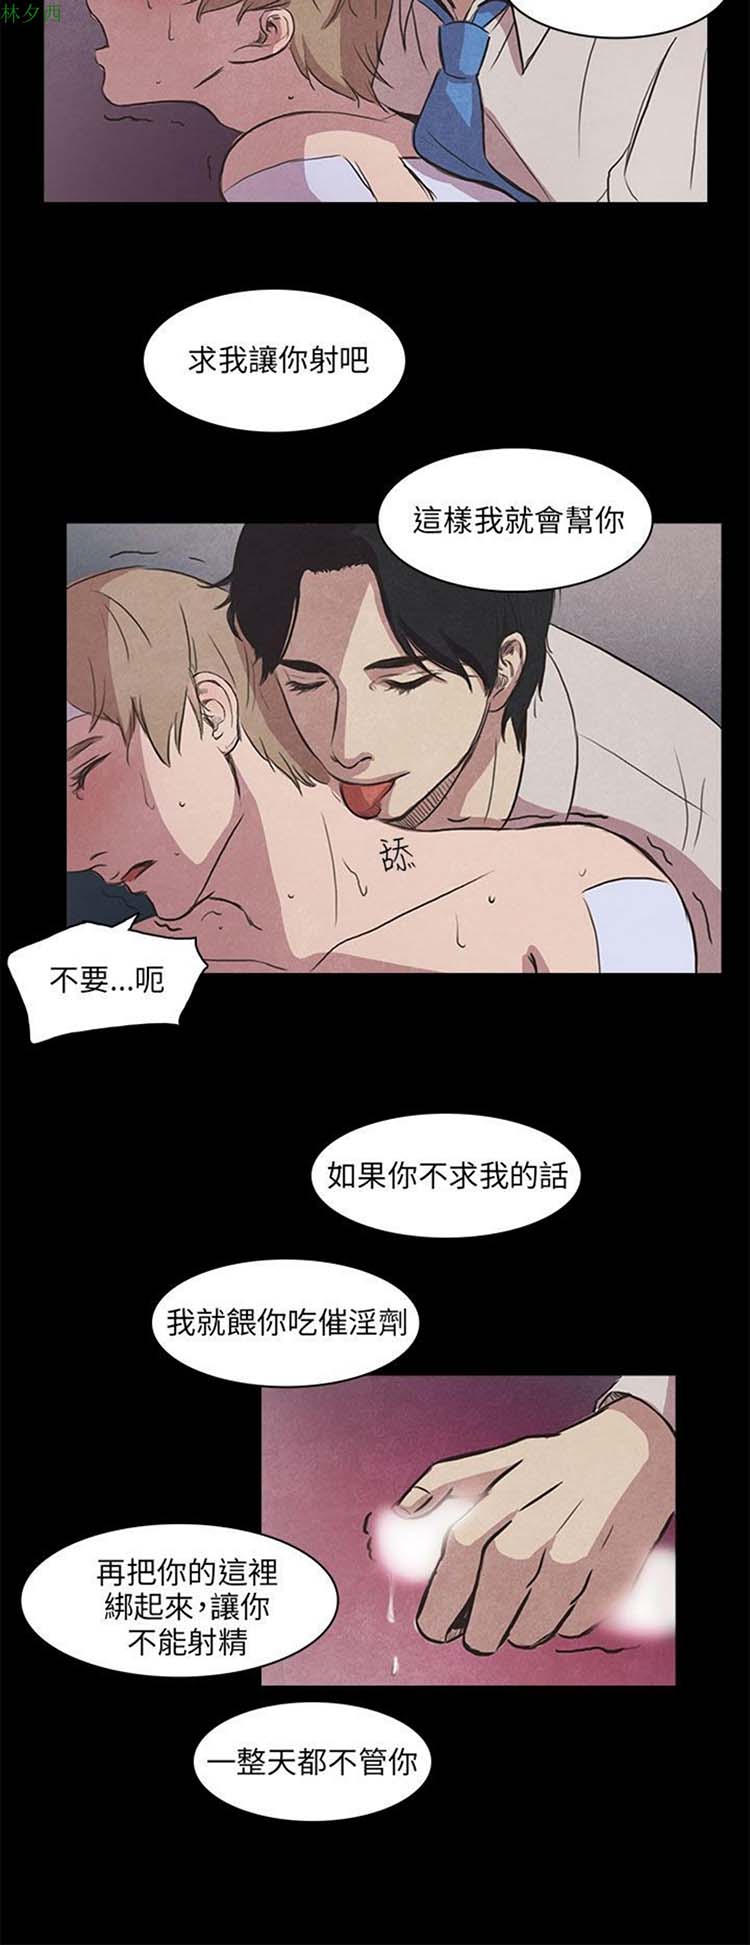 林夕西
求我讓你射吧
這樣我就會幫你
舔
不要...呃
如果你不求我的話
我就餵你吃催淫劑
再把你的這裡
綁起來,讓你
不能射精
一整天都不管你